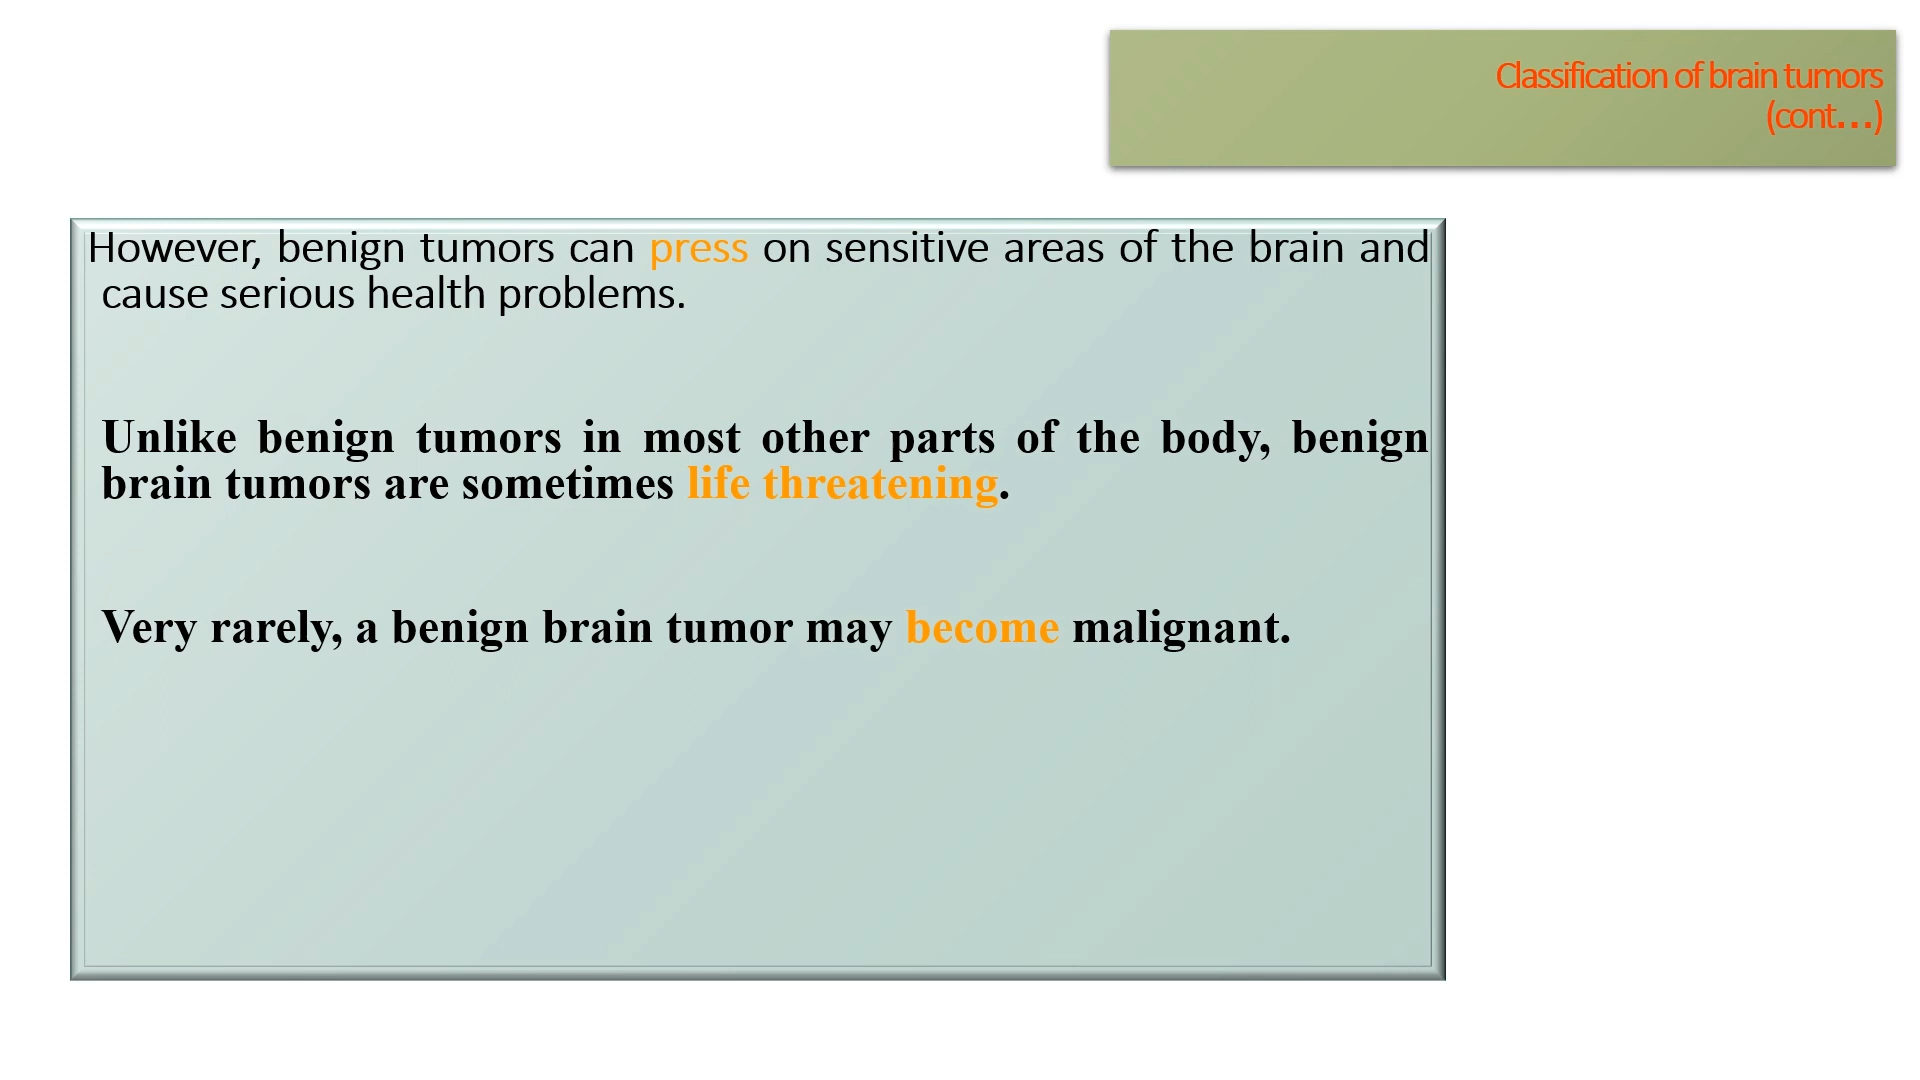 Classification of brain tumors
(cont…)
However, benign tumors can press on sensitive areas of the brain and
cause serious health problems.
Unlike benign tumors in most other parts of the body, benign
brain tumors are sometimes life threatening.
Very rarely, a benign brain tumor may become malignant.